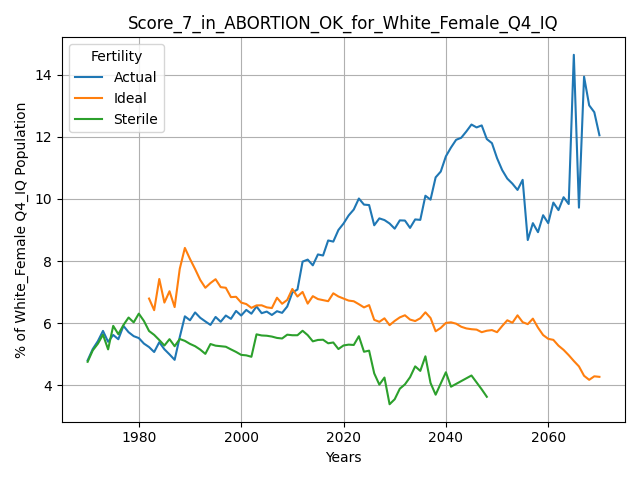 Score_7_in_ABORTION_OK_for_White_Female_Q4_IQ
Fertility
Actual
Ideal
Sterile
% of White_Female Q4_IQ Population
14
12
10
8
6
4
1980
2000
2020
2040
2060
Years